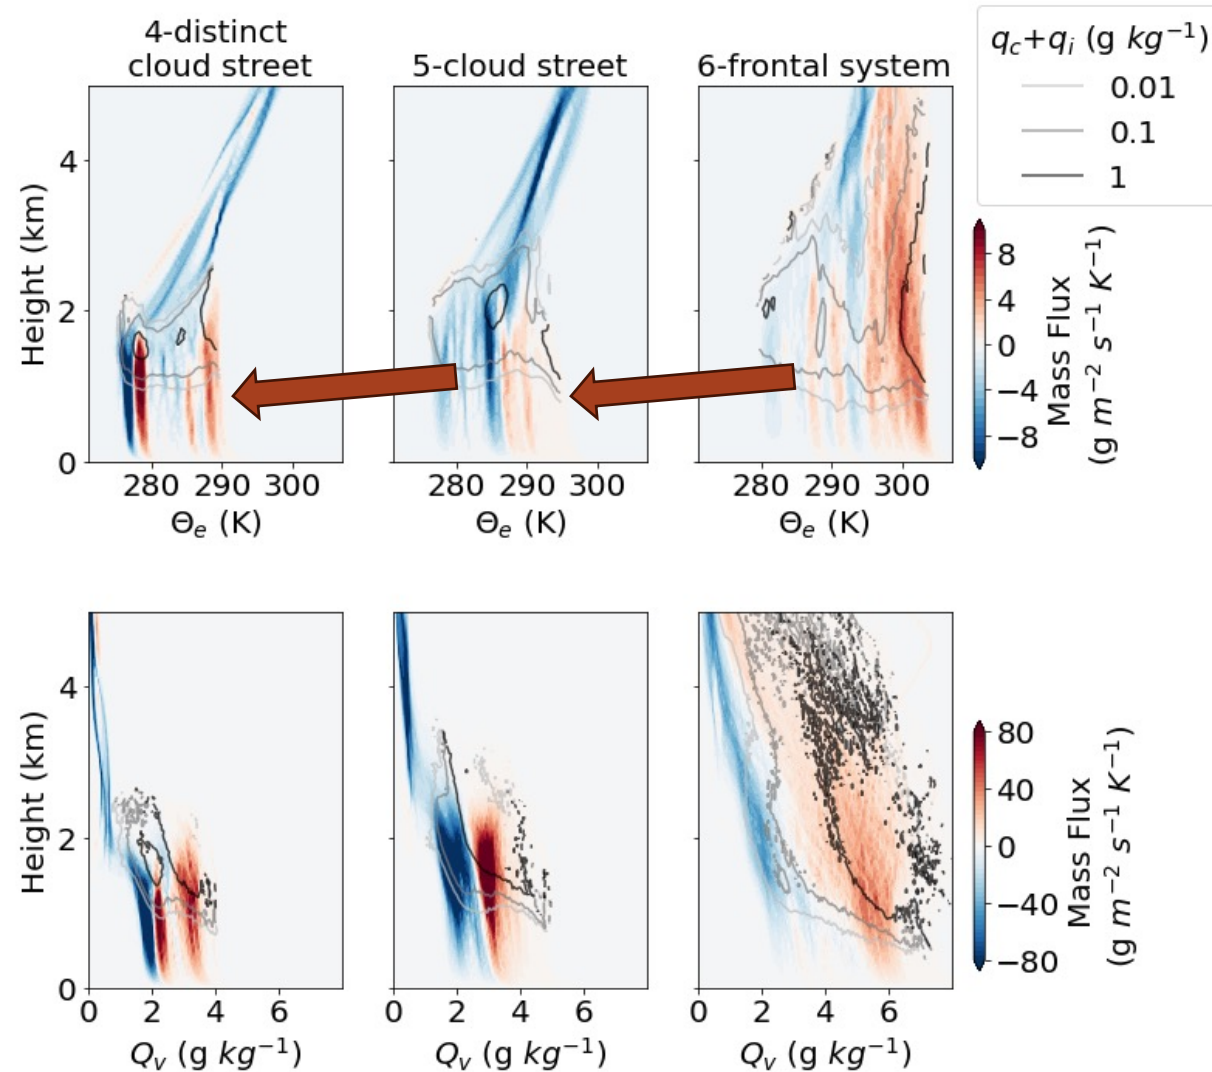 4-distinct
cloud street
5-cloud street
6-frontal system
q_c+q_i (g kg^{-1})
0.01
0.1
1
Height (km)
4
2
0
280 290 300
280 290 300
280 290 300
Θ_e (K)
Θ_e (K)
Θ_e (K)
8
4
0
−4
−8
Mass Flux
(g m^{-2} s^{-1} K^{-1})
Height (km)
4
2
0
0 2 4 6
0 2 4 6
0 2 4 6
Q_v (g kg^{-1})
Q_v (g kg^{-1})
Q_v (g kg^{-1})
80
40
0
−40
−80
Mass Flux
(g m^{-2} s^{-1} K^{-1})